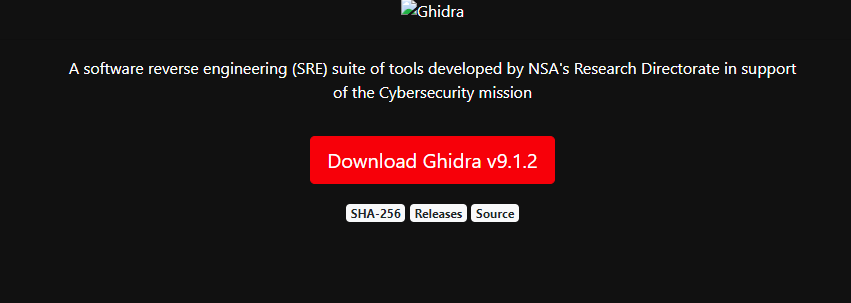 Ghidra
A software reverse engineering (SRE) suite of tools developed by NSA's Research Directorate in support
of the Cybersecurity mission
Download Ghidra v9.1.2
SHA-256 Releases Source